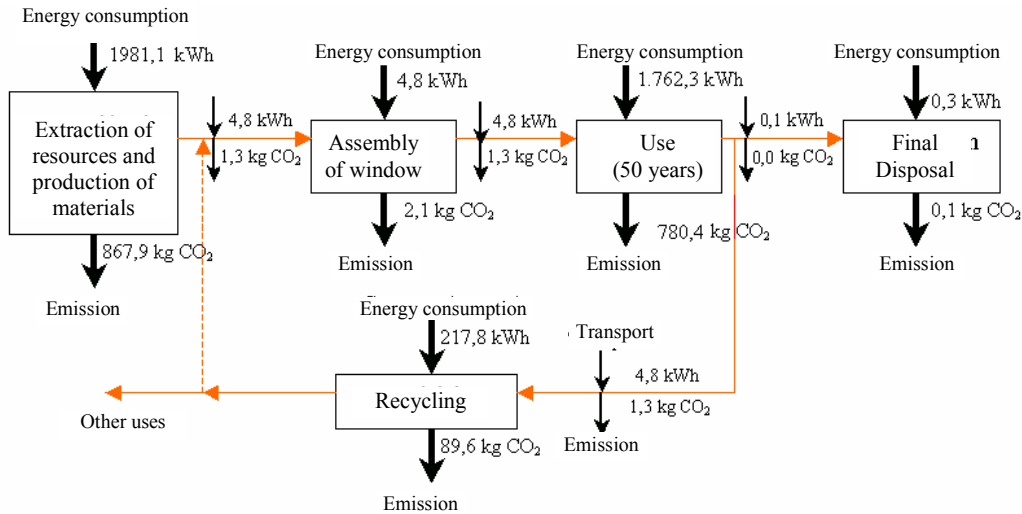 Energy consumption
1981,1 kWh
Extraction of
resources and
production of
materials
867,9 kg CO₂
Emission
4,8 kWh
1,3 kg CO₂
Energy consumption
4,8 kWh
Assembly
of window
2,1 kg CO₂
Emission
4,8 kWh
1,3 kg CO₂
Energy consumption
1.762,3 kWh
Use
(50 years)
780,4 kg CO₂
Emission
0,1 kWh
0,0 kg CO₂
Energy consumption
0,3 kWh
Final
Disposal
0,1 kg CO₂
Emission
Energy consumption
217,8 kWh
Recycling
89,6 kg CO₂
Emission
Transport
4,8 kWh
1,3 kg CO₂
Emission
Other uses